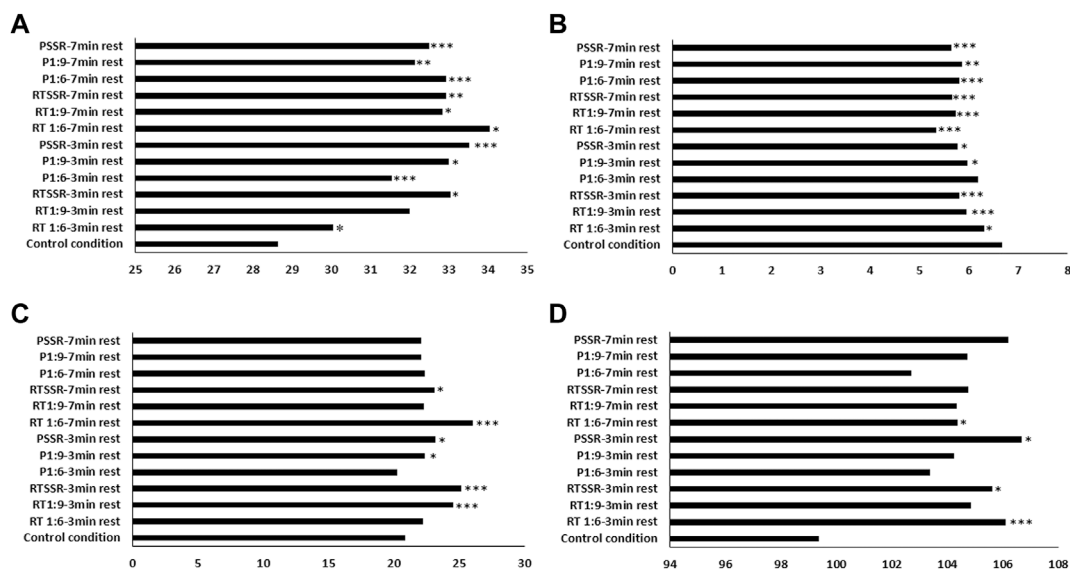 A
PSSR-7min rest ***
P1:9-7min rest **
P1:6-7min rest ***
RTSSR-7min rest **
RT1:9-7min rest *
RT 1:6-7min rest *
PSSR-3min rest ***
P1:9-3min rest *
P1:6-3min rest ***
RTSSR-3min rest *
RT1:9-3min rest
RT 1:6-3min rest *
Control condition
25 26 27 28 29 30 31 32 33 34 35
B
PSSR-7min rest ***
P1:9-7min rest **
P1:6-7min rest ***
RTSSR-7min rest ***
RT1:9-7min rest ***
RT 1:6-7min rest ***
PSSR-3min rest *
P1:9-3min rest *
P1:6-3min rest
RTSSR-3min rest ***
RT1:9-3min rest ***
RT 1:6-3min rest *
Control condition
0 1 2 3 4 5 6 7 8
C
PSSR-7min rest
P1:9-7min rest
P1:6-7min rest
RTSSR-7min rest *
RT1:9-7min rest
RT 1:6-7min rest ***
PSSR-3min rest *
P1:9-3min rest *
P1:6-3min rest
RTSSR-3min rest ***
RT1:9-3min rest ***
RT 1:6-3min rest
Control condition
0 5 10 15 20 25 30
D
PSSR-7min rest
P1:9-7min rest
P1:6-7min rest
RTSSR-7min rest
RT1:9-7min rest
RT 1:6-7min rest *
PSSR-3min rest *
P1:9-3min rest
P1:6-3min rest
RTSSR-3min rest *
RT1:9-3min rest
RT 1:6-3min rest ***
Control condition
94 96 98 100 102 104 106 108